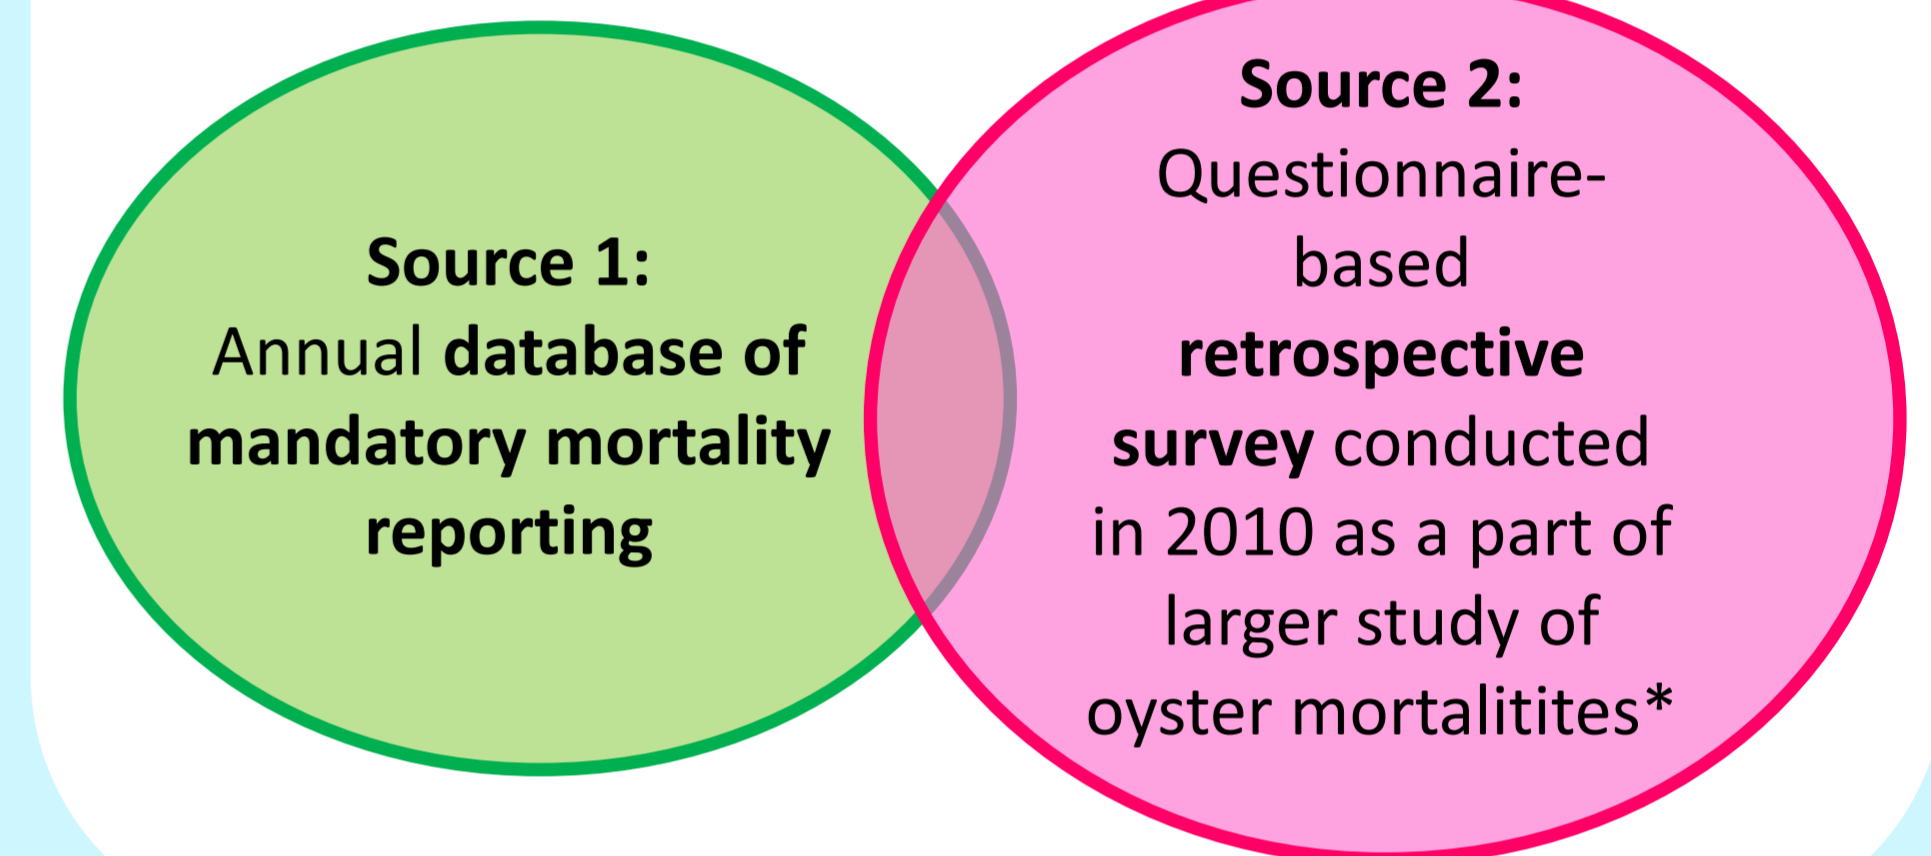 Source 1:
Annual database of
mandatory mortality
reporting
Source 2:
Questionnaire-
based
retrospective
survey conducted
in 2010 as a part of
larger study of
oyster mortalitites*